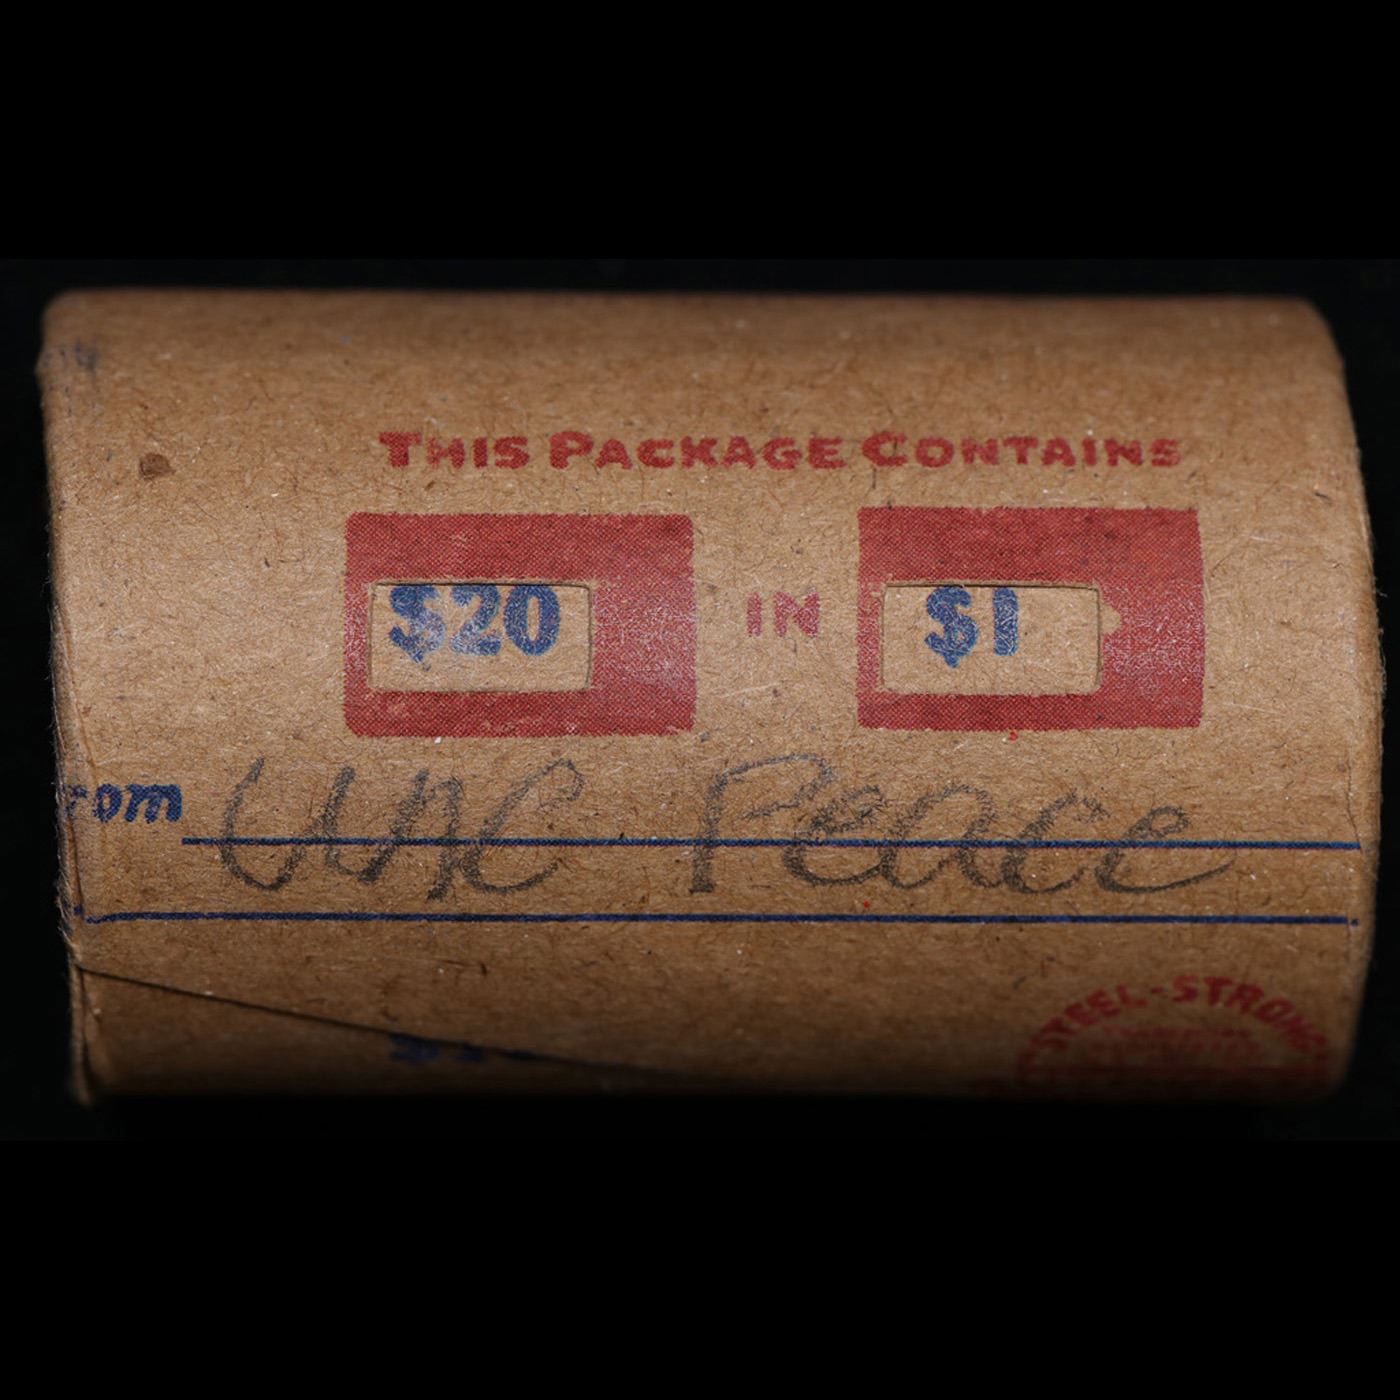 THIS PACKAGE CONTAINS
$20 IN $1
rom UNC Peace
STEEL-STRONG